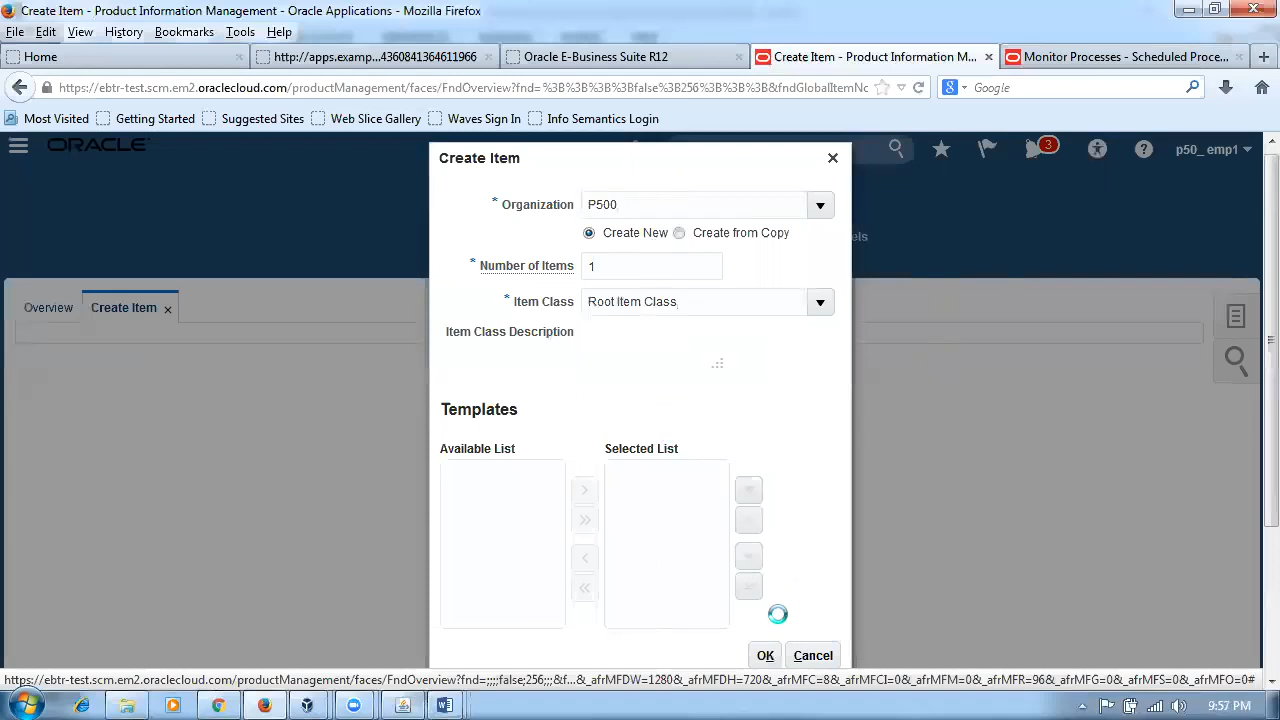 Create Item - Product Information Management - Oracle Applications - Mozilla Firefox
File Edit View History Bookmarks Tools Help
Home
http://apps.examp...4360841364611966
Oracle E-Business Suite R12
Create Item - Product Information M...
Monitor Processes - Scheduled Proce...
https://ebtr-test.scm.em2.oraclecloud.com/productManagement/faces/FndOverview?fnd=%3B%3B%3B%3Bfalse%3B256%3B%3B%3B&fndGlobalItemNo
Google
Most Visited Getting Started Suggested Sites Web Slice Gallery Waves Sign In Info Semantics Location
ORACLE
3
p50_emp1
Create Item
* Organization P500
Create New Create from Copy
* Number of Items 1
* Item Class Root Item Class
Item Class Description
Overview Create Item
Templates
Available List Selected List
OK Cancel
https://ebtr-test.scm.em2.oraclecloud.com/productManagement/faces/FndOverview?fnd=;;;;false;256;;;&f..._afrMFDW=1280&_afrMFDH=720&_afrMFC=8&_afrMFCI=0&_afrMFM=0&_afrMFR=96&_afrMFG=0&_afrMFS=0&_afrMFO=0#
9:57 PM